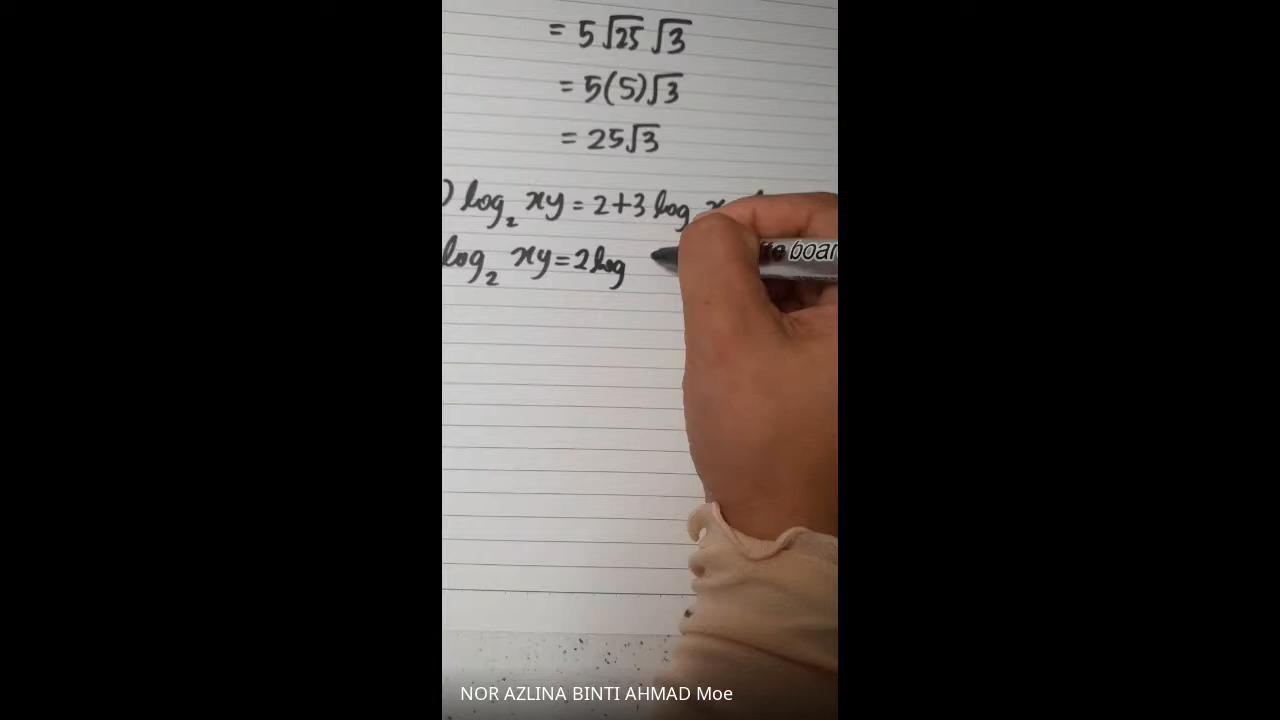 = 5√25 √3
= 5(5)√3
= 25√3
) log₂ xy = 2+3 log x
log₂ xy = 2log
boar
NOR AZLINA BINTI AHMAD Moe